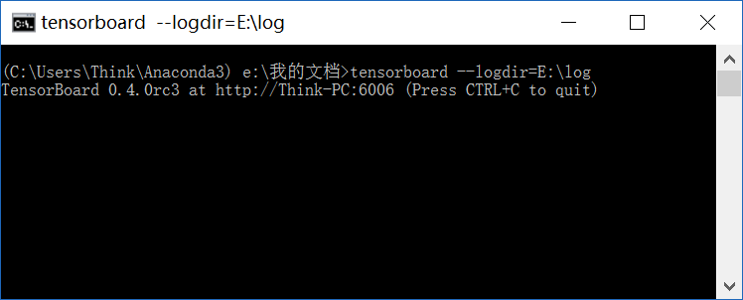 tensorboard  --logdir=E:\log
(C:\Users\Think\Anaconda3) e:\我的文档>tensorboard --logdir=E:\log
TensorBoard 0.4.0rc3 at http://Think-PC:6006 (Press CTRL+C to quit)